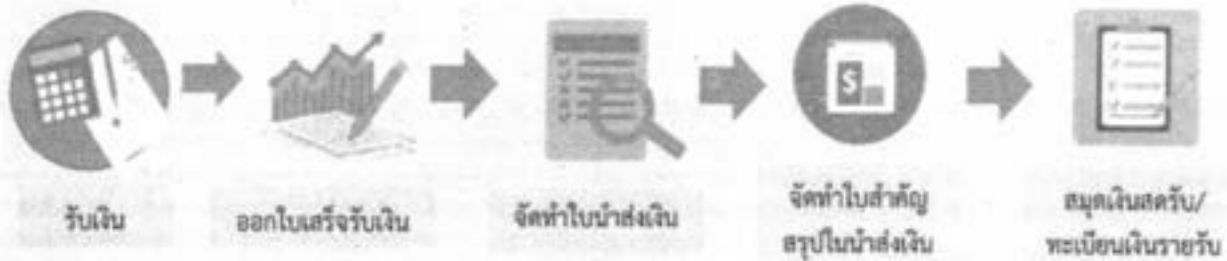 รับเงิน
ออกใบเสร็จรับเงิน
จัดทำใบนำส่งเงิน
จัดทำใบสำคัญ
สรุปใบนำส่งเงิน
สมุดเงินสดรับ/
ทะเบียนเงินรายรับ
$